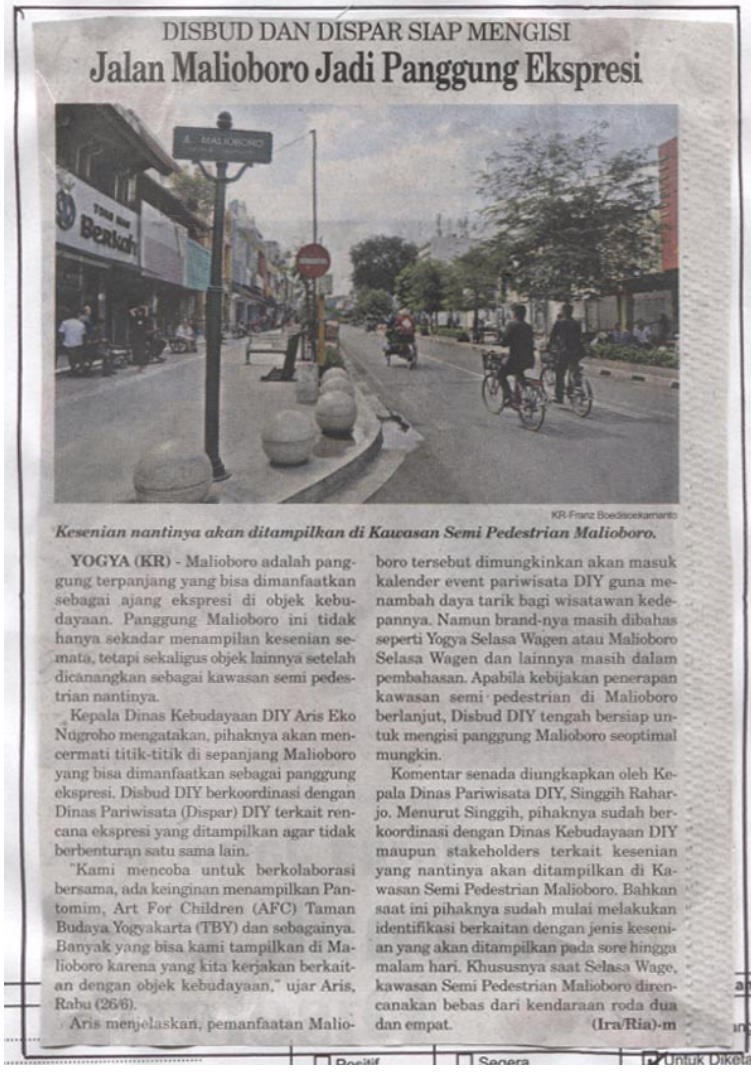 DISBUD DAN DISPAR SIAP MENGISI
Jalan Malioboro Jadi Panggung Ekspresi
JL. MALIOBORO
Berkah
KR-Franz Boedisoekarnanto
Kesenian nantinya akan ditampilkan di Kawasan Semi Pedestrian Malioboro.
YOGYA (KR) - Malioboro adalah pang-
gung terpanjang yang bisa dimanfaatkan
sebagai ajang ekspresi di objek kebu-
dayaan. Panggung Malioboro ini tidak
hanya sekadar menampilan kesenian se-
mata, tetapi sekaligus objek lainnya setelah
dicanangkan sebagai kawasan semi pedes-
trian nantinya.
Kepala Dinas Kebudayaan DIY Aris Eko
Nugroho mengatakan, pihaknya akan men-
cermati titik-titik di sepanjang Malioboro
yang bisa dimanfaatkan sebagai panggung
ekspresi. Disbud DIY berkoordinasi dengan
Dinas Pariwisata (Dispar) DIY terkait ren-
cana ekspresi yang ditampilkan agar tidak
berbenturan satu sama lain.
"Kami mencoba untuk berkolaborasi
bersama, ada keinginan menampilkan Pan-
tomim, Art For Children (AFC) Taman
Budaya Yogyakarta (TBY) dan sebagainya.
Banyak yang bisa kami tampilkan di Ma-
lioboro karena yang kita kerjakan berkait-
an dengan objek kebudayaan," ujar Aris,
Rabu (26/6).
Aris menjelaskan, pemanfaatan Malio-
boro tersebut dimungkinkan akan masuk
kalender event pariwisata DIY guna me-
nambah daya tarik bagi wisatawan kede-
pannya. Namun brand-nya masih dibahas
seperti Yogya Selasa Wagen atau Malioboro
Selasa Wagen dan lainnya masih dalam
pembahasan. Apabila kebijakan penerapan
kawasan semi pedestrian di Malioboro
berlanjut, Disbud DIY tengah bersiap un-
tuk mengisi panggung Malioboro seoptimal
mungkin.
Komentar senada diungkapkan oleh Ke-
pala Dinas Pariwisata DIY, Singgih Rahar-
jo. Menurut Singgih, pihaknya sudah ber-
koordinasi dengan Dinas Kebudayaan DIY
maupun stakeholders terkait kesenian
yang nantinya akan ditampilkan di Ka-
wasan Semi Pedestrian Malioboro. Bahkan
saat ini pihaknya sudah mulai melakukan
identifikasi berkaitan dengan jenis keseni-
an yang akan ditampilkan pada sore hingga
malam hari. Khususnya saat Selasa Wage,
kawasan Semi Pedestrian Malioboro diren-
canakan bebas dari kendaraan roda dua
dan empat. (Ira/Ria)-m
Positif
Segera
Untuk Diketa